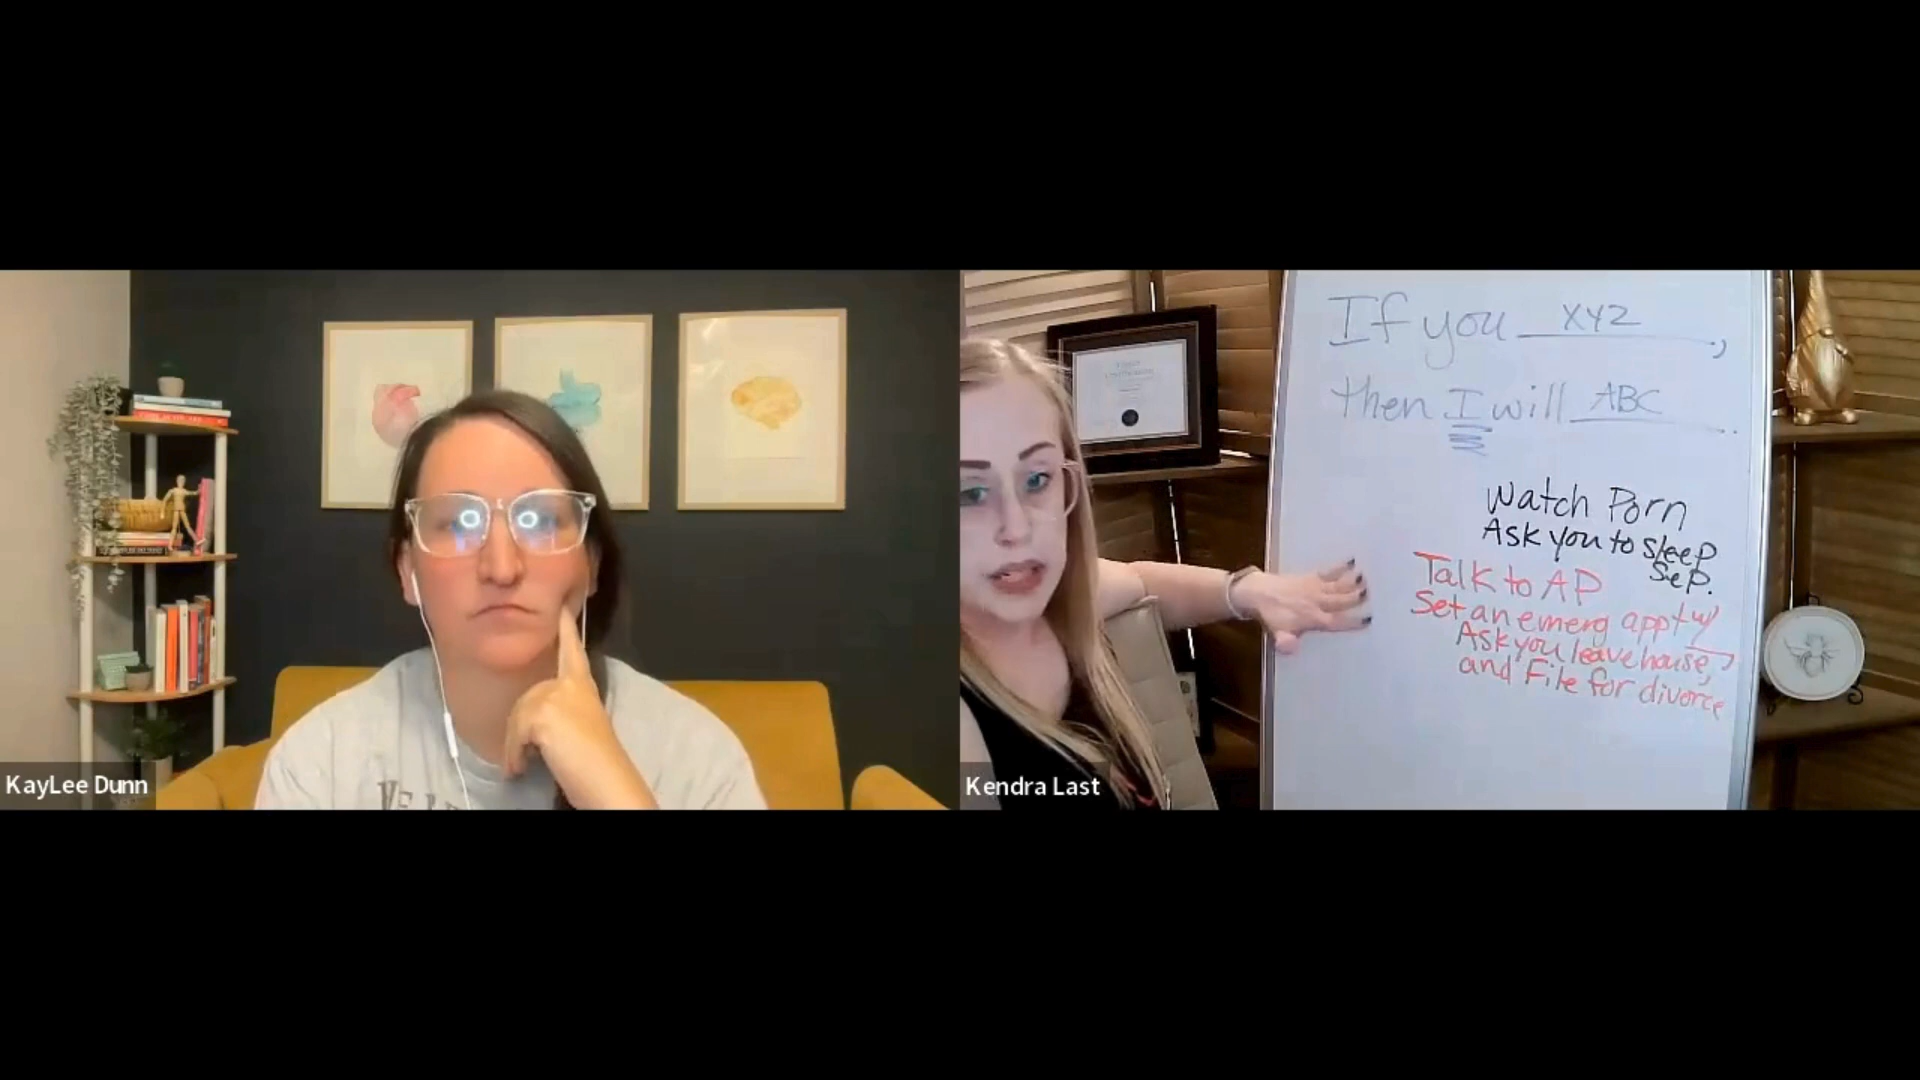 If you XYZ,
then I will ABC.
Watch Porn
Ask you to sleep
Sep.
Talk to AP
Set an emerg appt w/
Ask you leave house,
and File for divorce
KayLee Dunn
Kendra Last